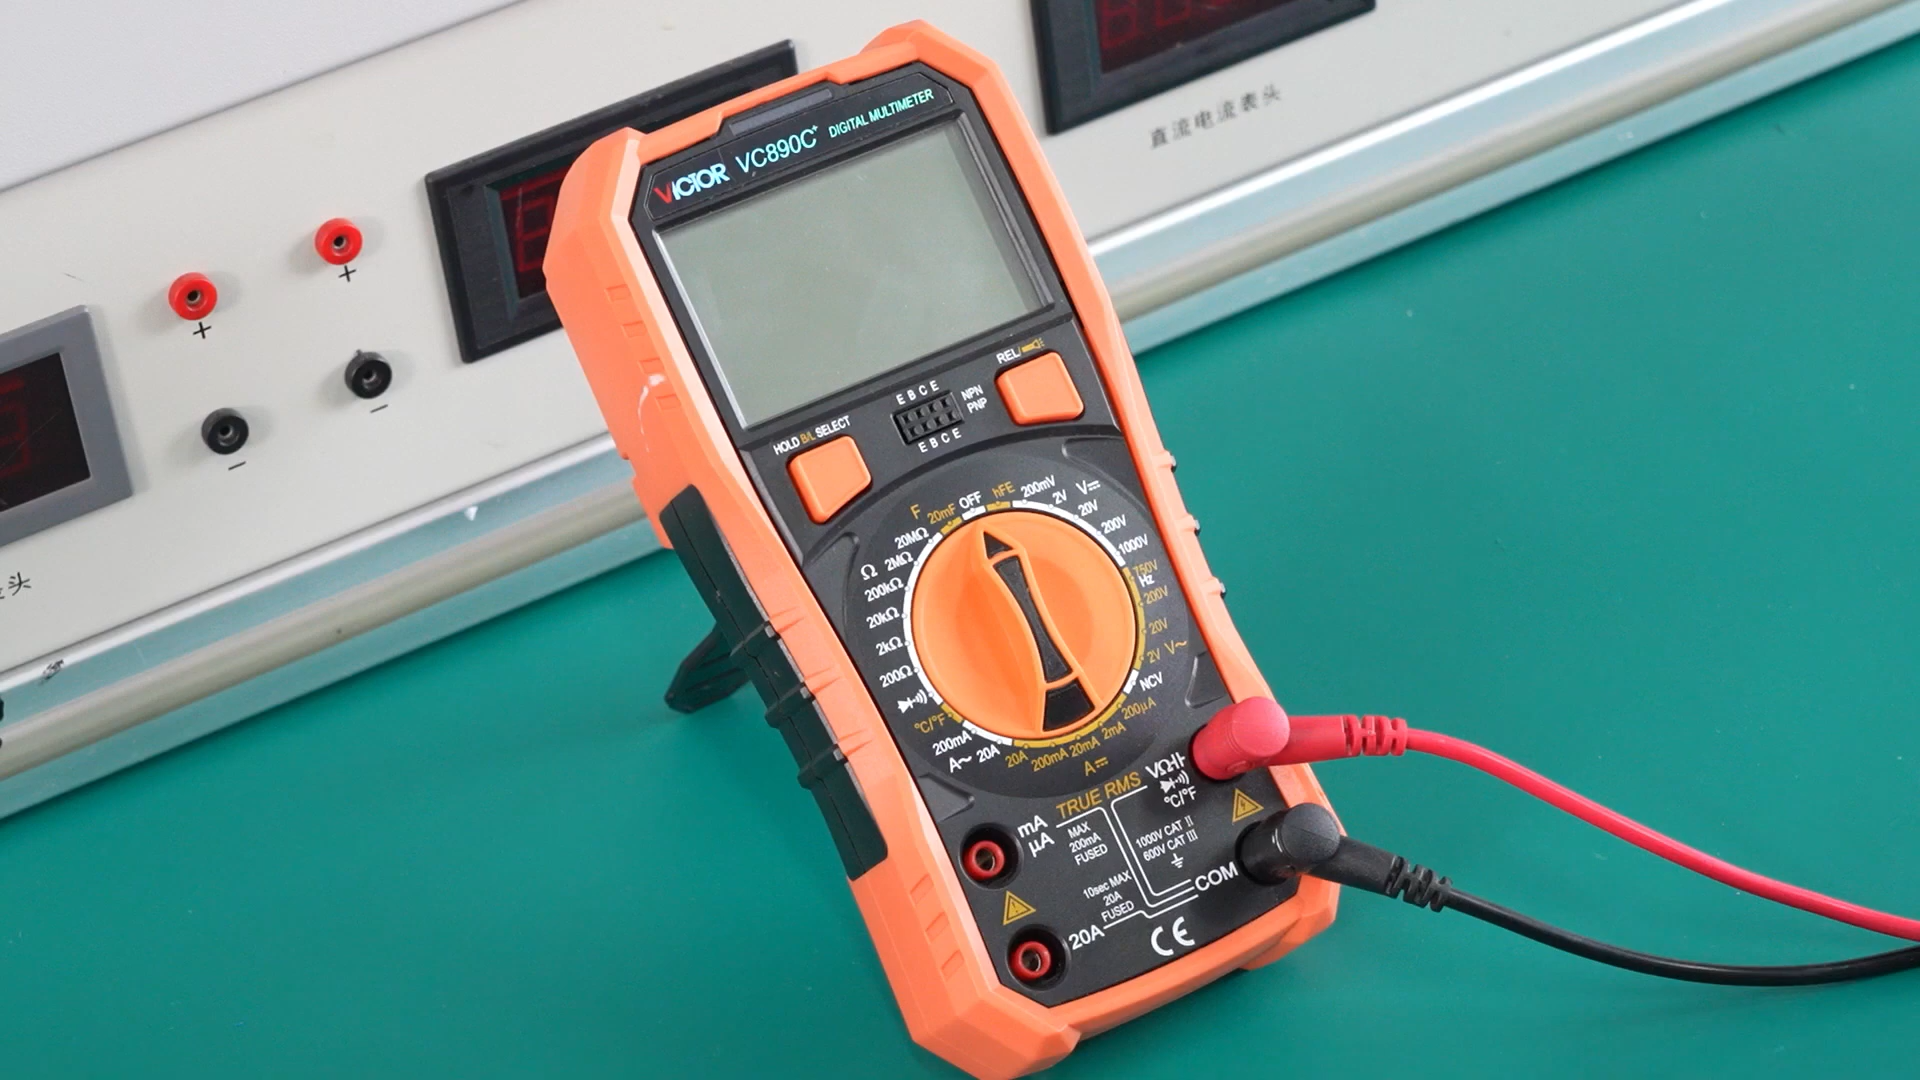 直流电流表头
头
VICTOR VC890C+ DIGITAL MULTIMETER
REL/
HOLD B/L SELECT
E B C E
NPN
PNP
E B C E
F 20mF OFF hFE 200mV 2V V⎓
20V
200V
1000V
750V
Hz
200V
20V
2V V~
NCV
200μA
2mA
20mA
200mA
20A
A⎓
20A
A~
200mA
°C/°F
200Ω
2kΩ
20kΩ
200kΩ
Ω 2MΩ
20MΩ
TRUE RMS
VΩ
°C/°F
mA
μA
MAX
200mA
FUSED
1000V CAT II
600V CAT III
COM
10sec MAX
20A
FUSED
20A
CE
+
−
+
−